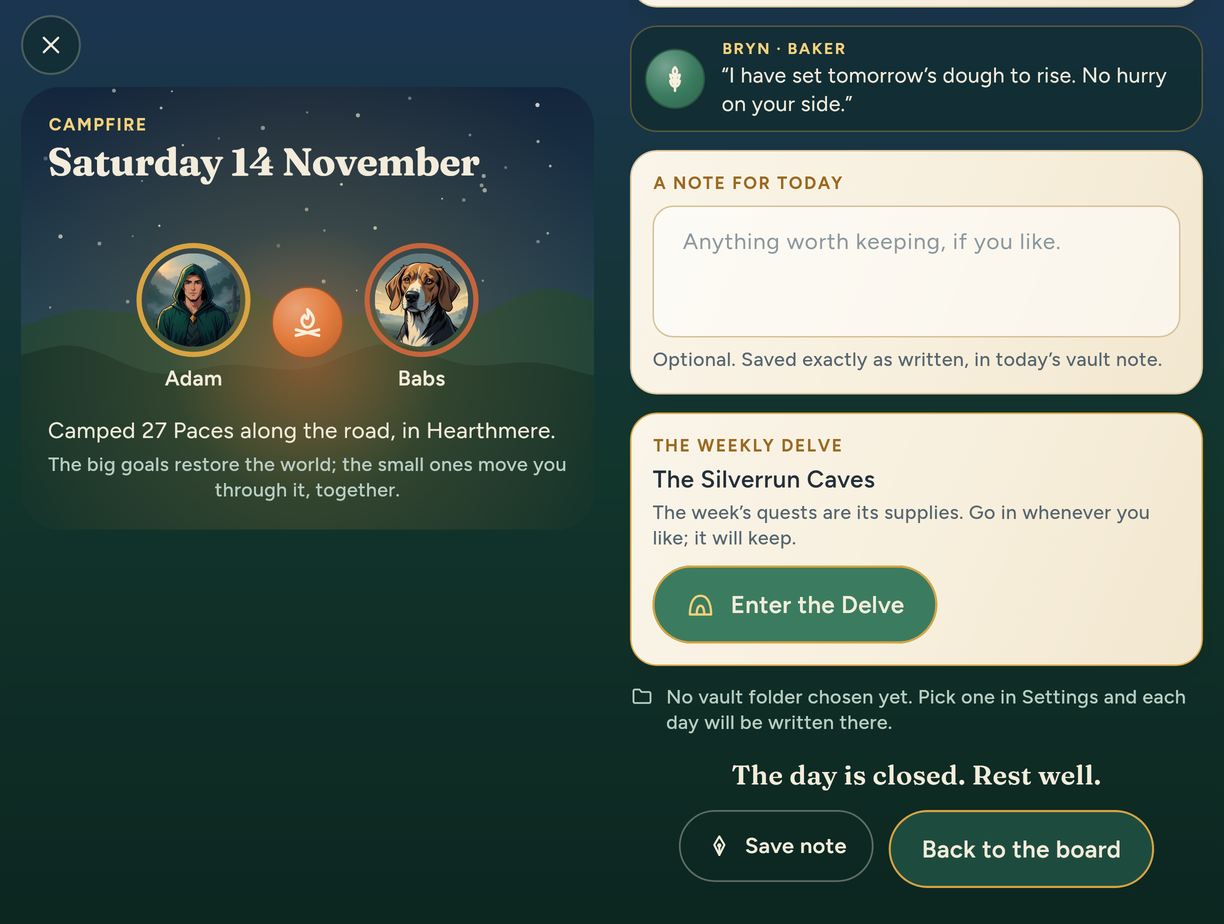 CAMPFIRE
Saturday 14 November
Adam
Babs
Camped 27 Paces along the road, in Hearthmere.
The big goals restore the world; the small ones move you
through it, together.
BRYN · BAKER
“I have set tomorrow’s dough to rise. No hurry
on your side.”
A NOTE FOR TODAY
Anything worth keeping, if you like.
Optional. Saved exactly as written, in today’s vault note.
THE WEEKLY DELVE
The Silverrun Caves
The week’s quests are its supplies. Go in whenever you
like; it will keep.
Enter the Delve
No vault folder chosen yet. Pick one in Settings and each
day will be written there.
The day is closed. Rest well.
Save note
Back to the board